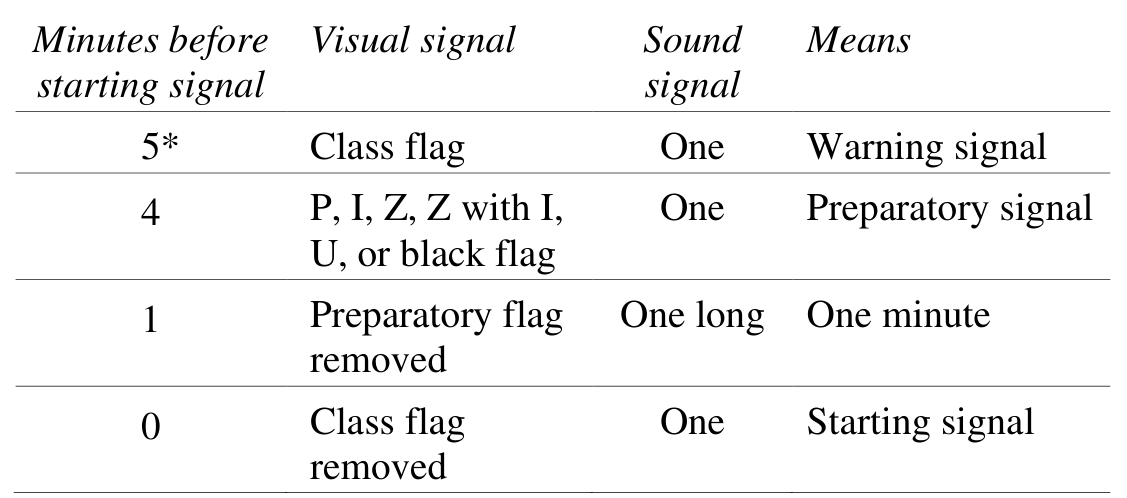 Minutes before starting signal Visual signal Sound signal Means
5* Class flag One Warning signal
4 P, I, Z, Z with I, U, or black flag One Preparatory signal
1 Preparatory flag removed One long One minute
0 Class flag removed One Starting signal